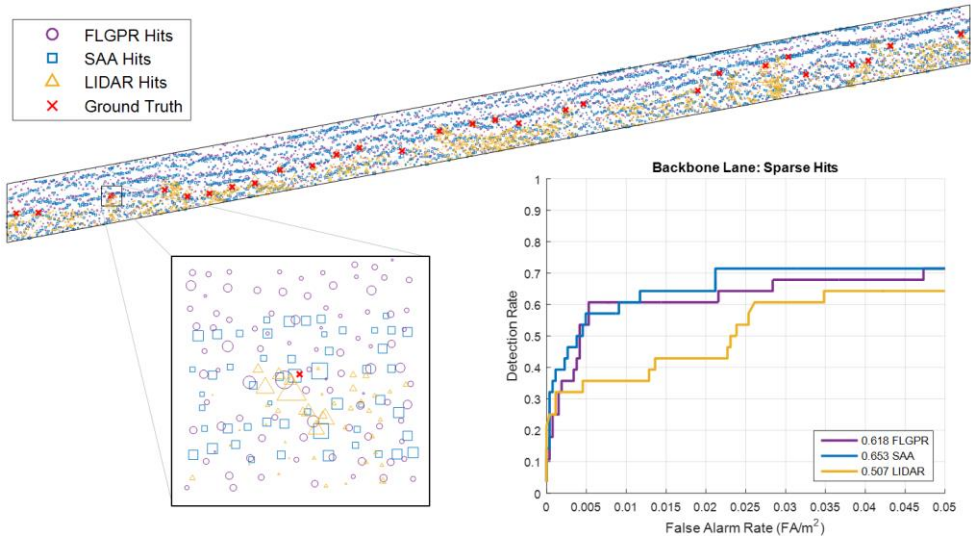 FLGPR Hits
SAA Hits
LIDAR Hits
Ground Truth
Backbone Lane: Sparse Hits
Detection Rate
1
0.9
0.8
0.7
0.6
0.5
0.4
0.3
0.2
0.1
0
0 0.005 0.01 0.015 0.02 0.025 0.03 0.035 0.04 0.045 0.05
False Alarm Rate (FA/m²)
0.618 FLGPR
0.653 SAA
0.507 LIDAR